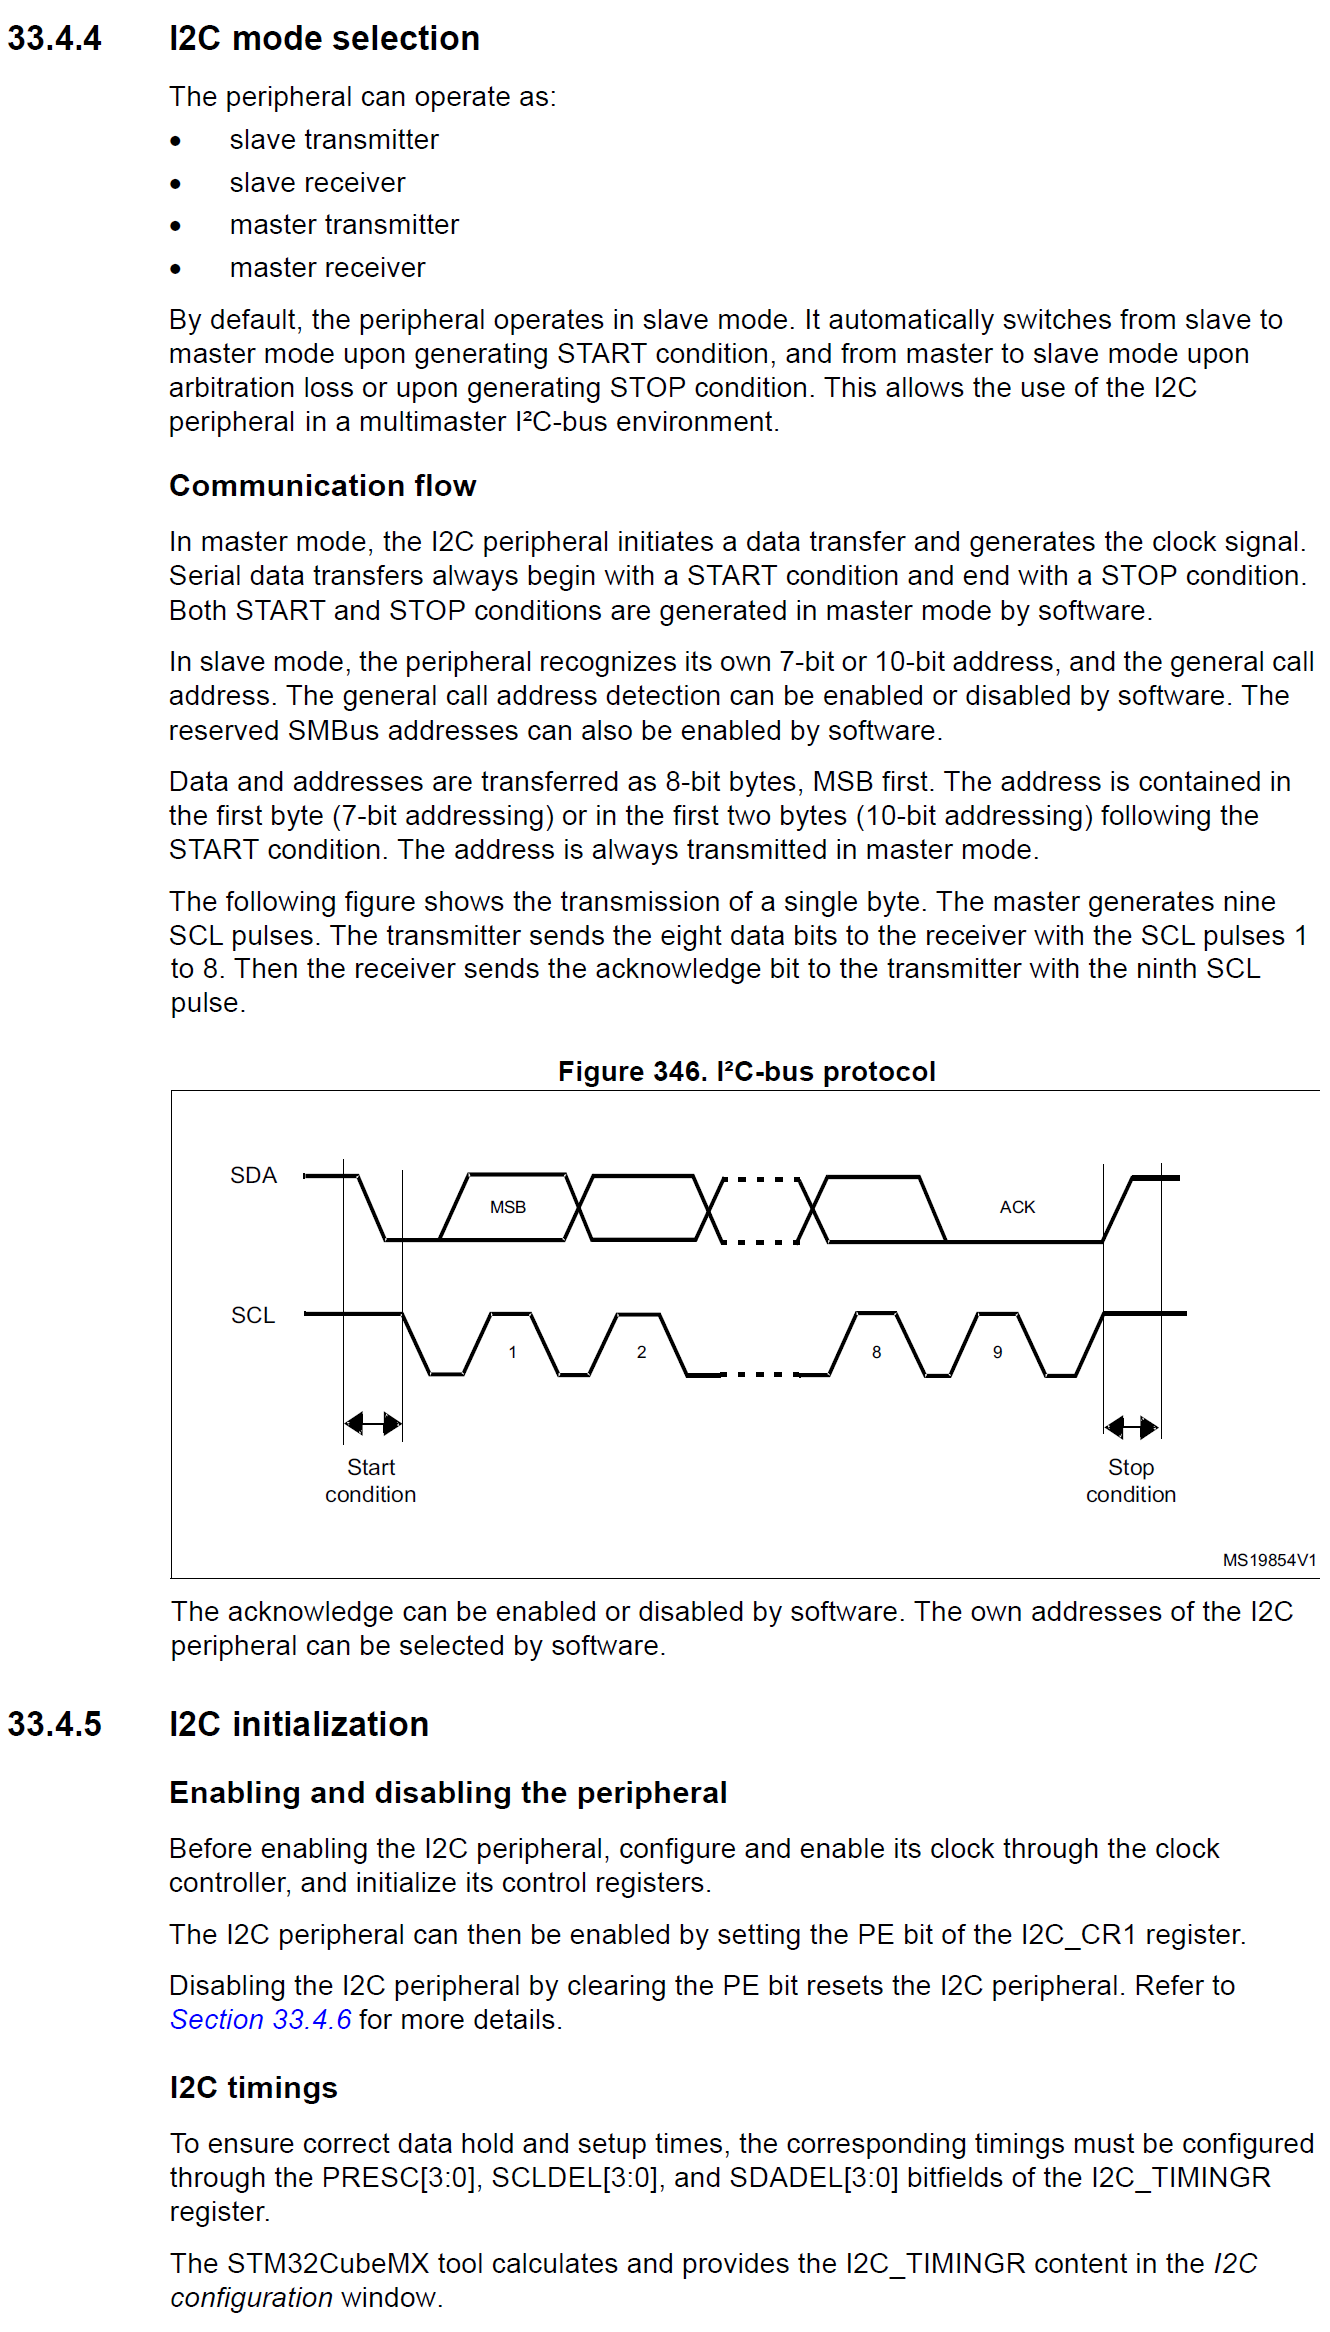 33.4.4 I2C mode selection
The peripheral can operate as:
• slave transmitter
• slave receiver
• master transmitter
• master receiver
By default, the peripheral operates in slave mode. It automatically switches from slave to
master mode upon generating START condition, and from master to slave mode upon
arbitration loss or upon generating STOP condition. This allows the use of the I2C
peripheral in a multimaster I²C-bus environment.
Communication flow
In master mode, the I2C peripheral initiates a data transfer and generates the clock signal.
Serial data transfers always begin with a START condition and end with a STOP condition.
Both START and STOP conditions are generated in master mode by software.
In slave mode, the peripheral recognizes its own 7-bit or 10-bit address, and the general call
address. The general call address detection can be enabled or disabled by software. The
reserved SMBus addresses can also be enabled by software.
Data and addresses are transferred as 8-bit bytes, MSB first. The address is contained in
the first byte (7-bit addressing) or in the first two bytes (10-bit addressing) following the
START condition. The address is always transmitted in master mode.
The following figure shows the transmission of a single byte. The master generates nine
SCL pulses. The transmitter sends the eight data bits to the receiver with the SCL pulses 1
to 8. Then the receiver sends the acknowledge bit to the transmitter with the ninth SCL
pulse.
Figure 346. I²C-bus protocol
SDA
MSB
ACK
SCL
1
2
8
9
Start
condition
Stop
condition
MS19854V1
The acknowledge can be enabled or disabled by software. The own addresses of the I2C
peripheral can be selected by software.
33.4.5 I2C initialization
Enabling and disabling the peripheral
Before enabling the I2C peripheral, configure and enable its clock through the clock
controller, and initialize its control registers.
The I2C peripheral can then be enabled by setting the PE bit of the I2C_CR1 register.
Disabling the I2C peripheral by clearing the PE bit resets the I2C peripheral. Refer to
Section 33.4.6 for more details.
I2C timings
To ensure correct data hold and setup times, the corresponding timings must be configured
through the PRESC[3:0], SCLDEL[3:0], and SDADEL[3:0] bitfields of the I2C_TIMINGR
register.
The STM32CubeMX tool calculates and provides the I2C_TIMINGR content in the I2C
configuration window.